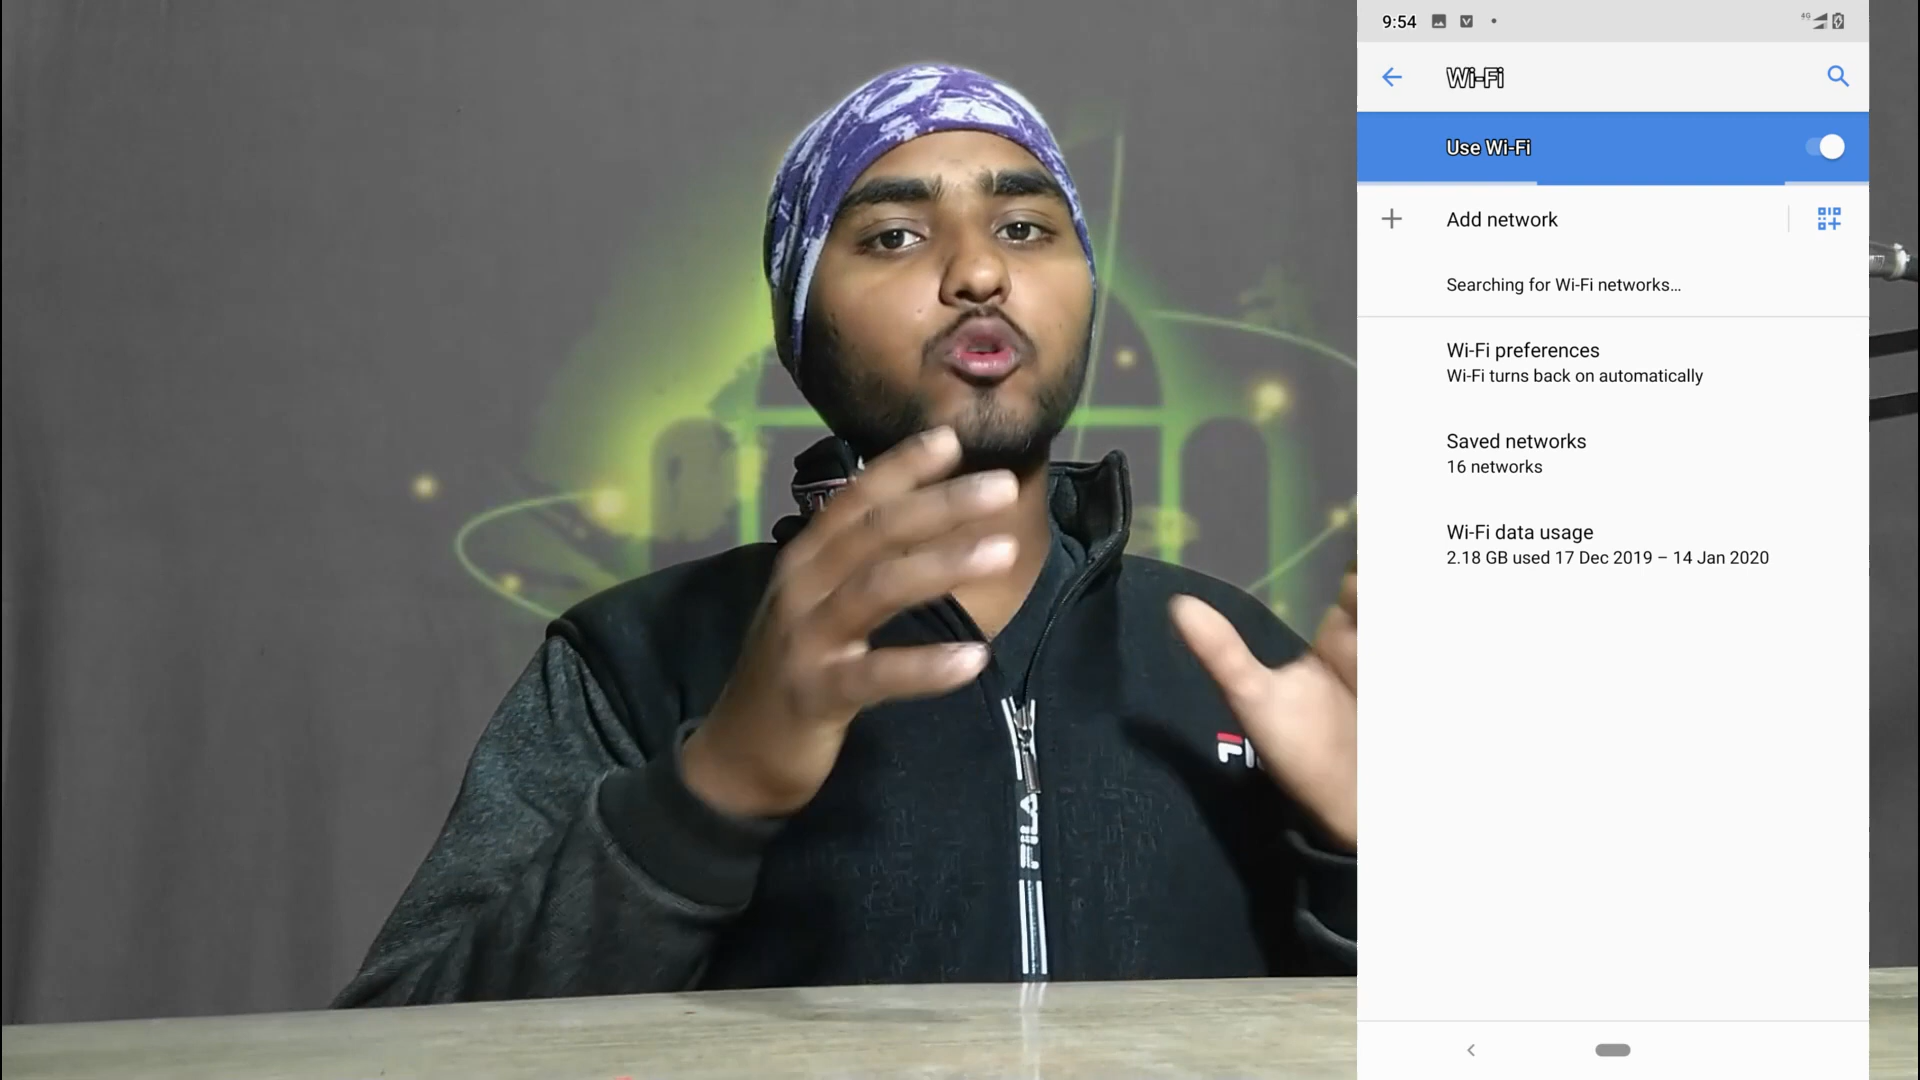 9:54
4G
Wi-Fi
Use Wi-Fi
Add network
Searching for Wi-Fi networks...
Wi-Fi preferences
Wi-Fi turns back on automatically
Saved networks
16 networks
Wi-Fi data usage
2.18 GB used 17 Dec 2019 – 14 Jan 2020
FILA